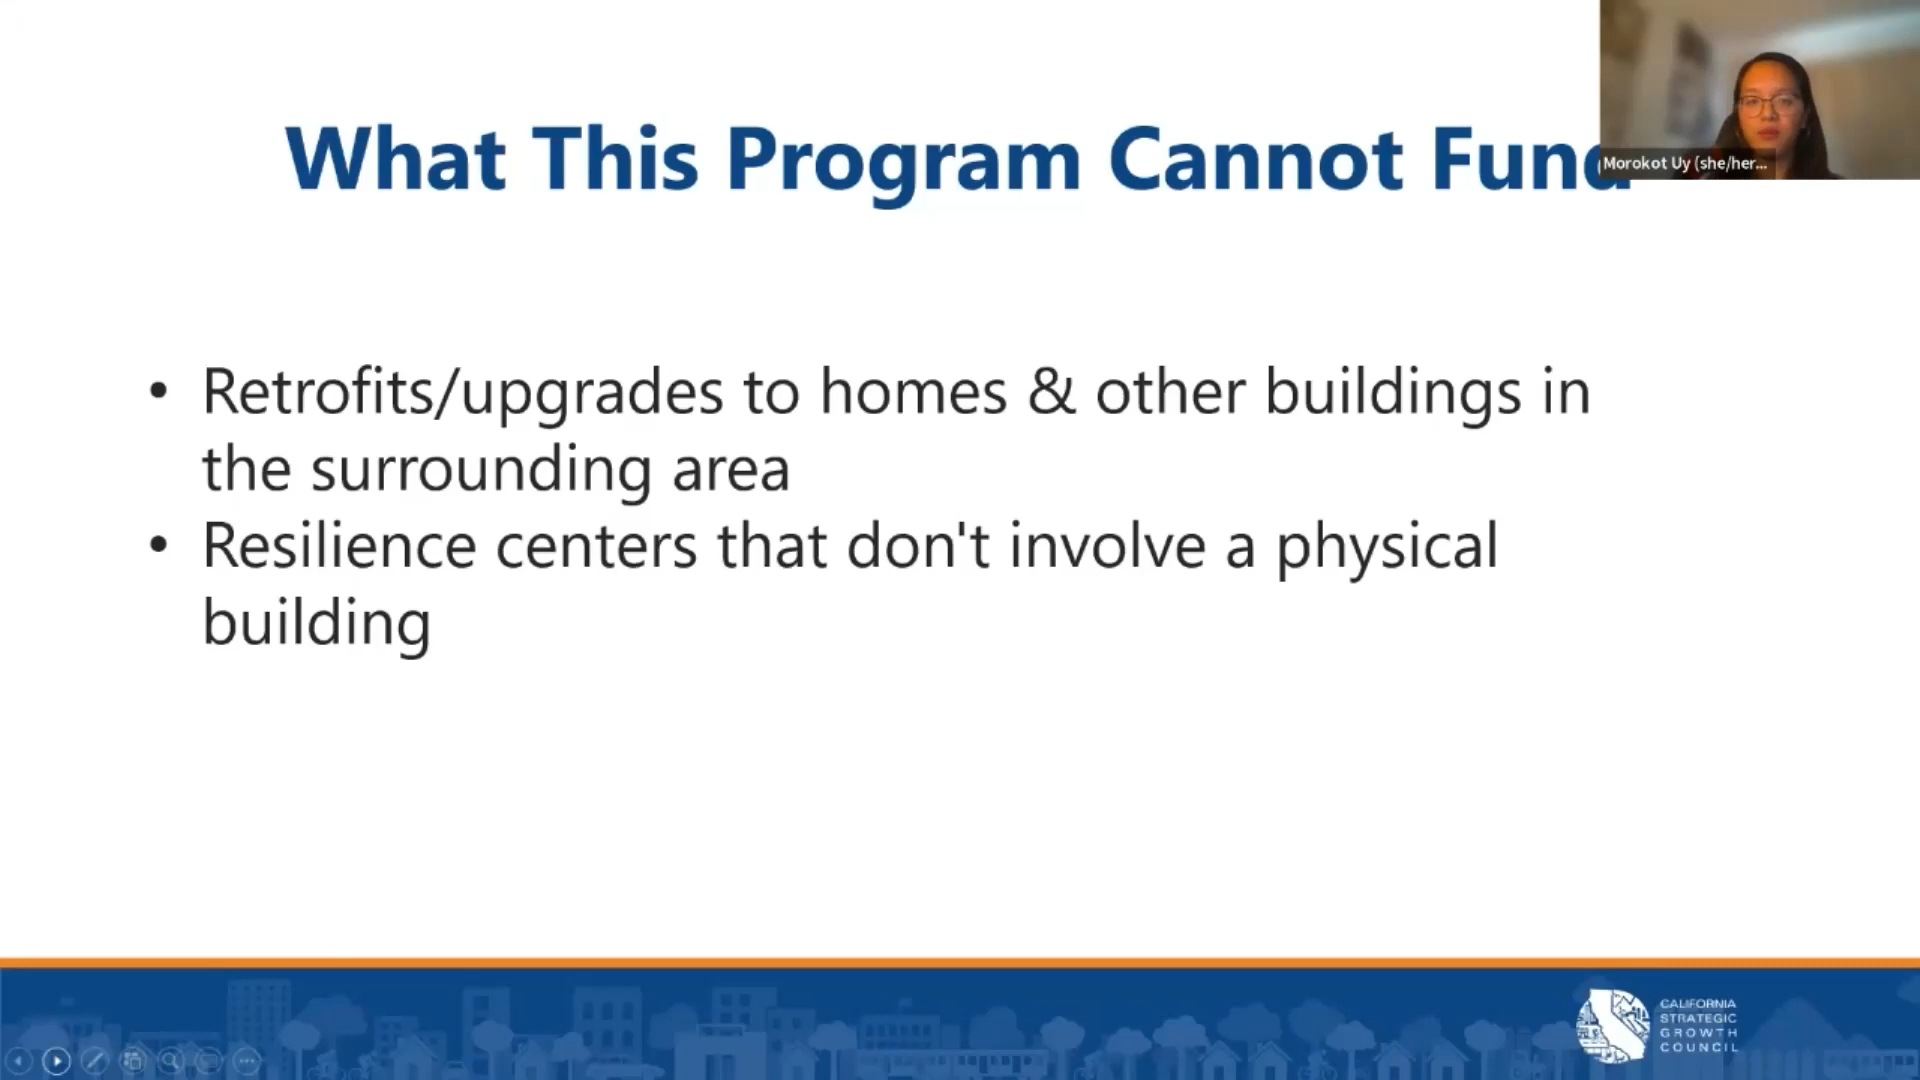 What This Program Cannot Fund
Morokot Uy (she/her...
• Retrofits/upgrades to homes & other buildings in
the surrounding area
• Resilience centers that don't involve a physical
building
CALIFORNIA
STRATEGIC
GROWTH
COUNCIL